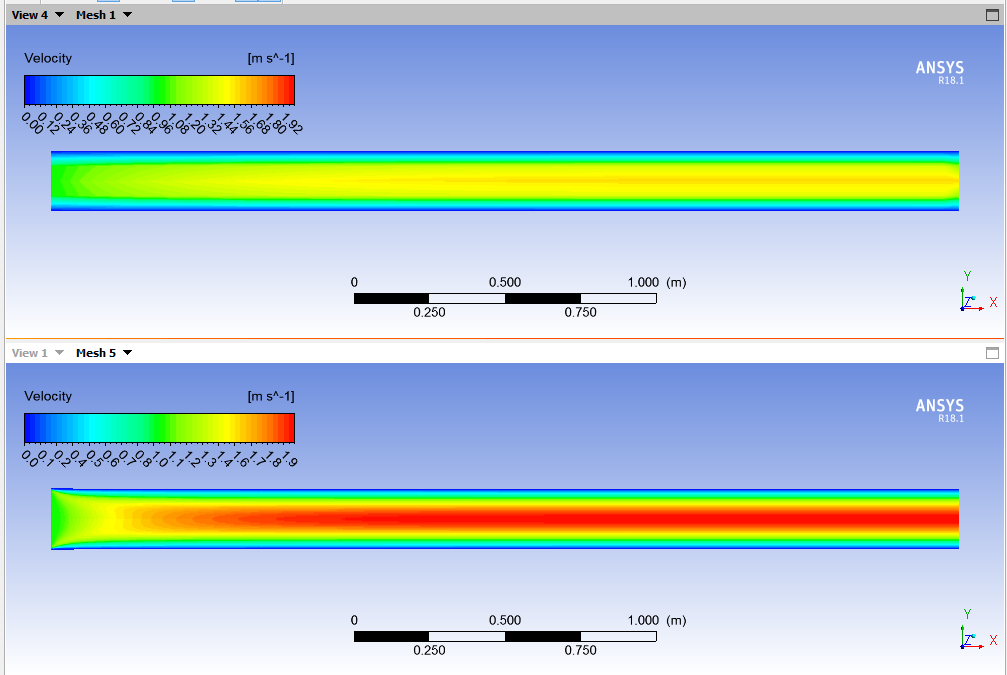 View 4 Mesh 1
Velocity [m s^-1]
ANSYS
R18.1
0.00 0.12 0.24 0.36 0.48 0.60 0.72 0.84 0.96 1.08 1.20 1.32 1.44 1.56 1.68 1.80 1.92
0 0.500 1.000 (m)
0.250 0.750
Y
Z X
View 1 Mesh 5
Velocity [m s^-1]
ANSYS
R18.1
0.0 0.1 0.2 0.4 0.5 0.6 0.7 0.8 1.0 1.1 1.2 1.3 1.4 1.6 1.7 1.8 1.9
0 0.500 1.000 (m)
0.250 0.750
Y
Z X